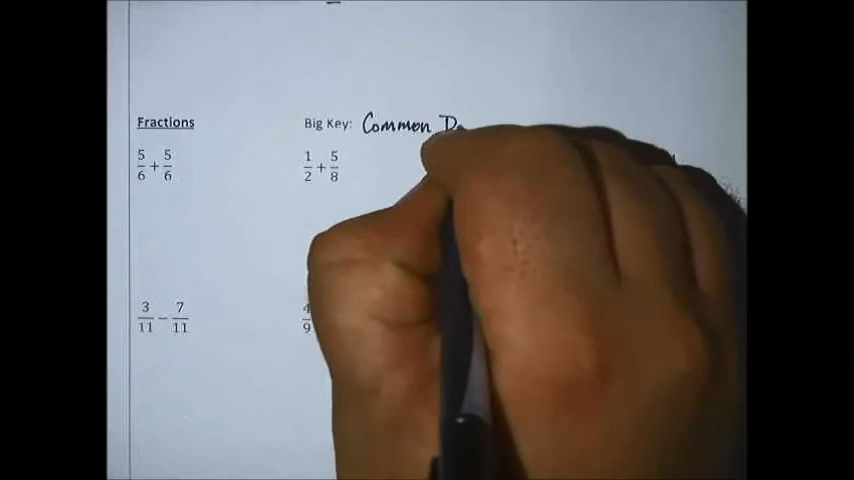 Fractions
Big Key: Common
5/6 + 5/6
1/2 + 5/8
3/11 − 7/11